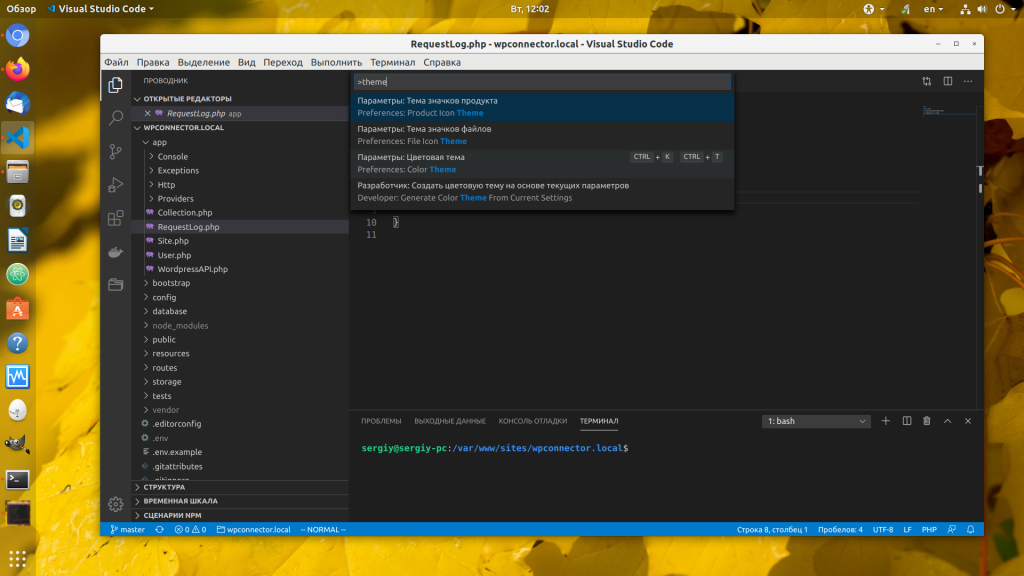 Обзор
Visual Studio Code
Вт, 12:02
en
RequestLog.php - wpconnector.local - Visual Studio Code
Файл Правка Выделение Вид Переход Выполнить Терминал Справка
ПРОВОДНИК
ОТКРЫТЫЕ РЕДАКТОРЫ
RequestLog.php app
WPCONNECTOR.LOCAL
app
Console
Exceptions
Http
Providers
Collection.php
RequestLog.php
Site.php
User.php
WordpressAPI.php
bootstrap
config
database
node_modules
public
resources
routes
storage
tests
vendor
.editorconfig
.env
.env.example
.gitattributes
.gitignore
СТРУКТУРА
ВРЕМЕННАЯ ШКАЛА
СЦЕНАРИИ NPM
>theme
Параметры: Тема значков продукта
Preferences: Product Icon Theme
Параметры: Тема значков файлов
Preferences: File Icon Theme
Параметры: Цветовая тема CTRL + K CTRL + T
Preferences: Color Theme
Разработчик: Создать цветовую тему на основе текущих параметров
Developer: Generate Color Theme From Current Settings
10 }
11
ПРОБЛЕМЫ ВЫХОДНЫЕ ДАННЫЕ КОНСОЛЬ ОТЛАДКИ ТЕРМИНАЛ
1: bash
sergiy@sergiy-pc:/var/www/sites/wpconnector.local$
master 0 0 wpconnector.local -- NORMAL --
Строка 8, столбец 1 Пробелов: 4 UTF-8 LF PHP